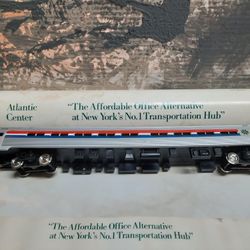 Atlantic
Center
"The Affordable Office Alternative
at New York's No.1 Transportation Hub"
"The Affordable Office Alternative
at New York's No.1 Transportation Hub"